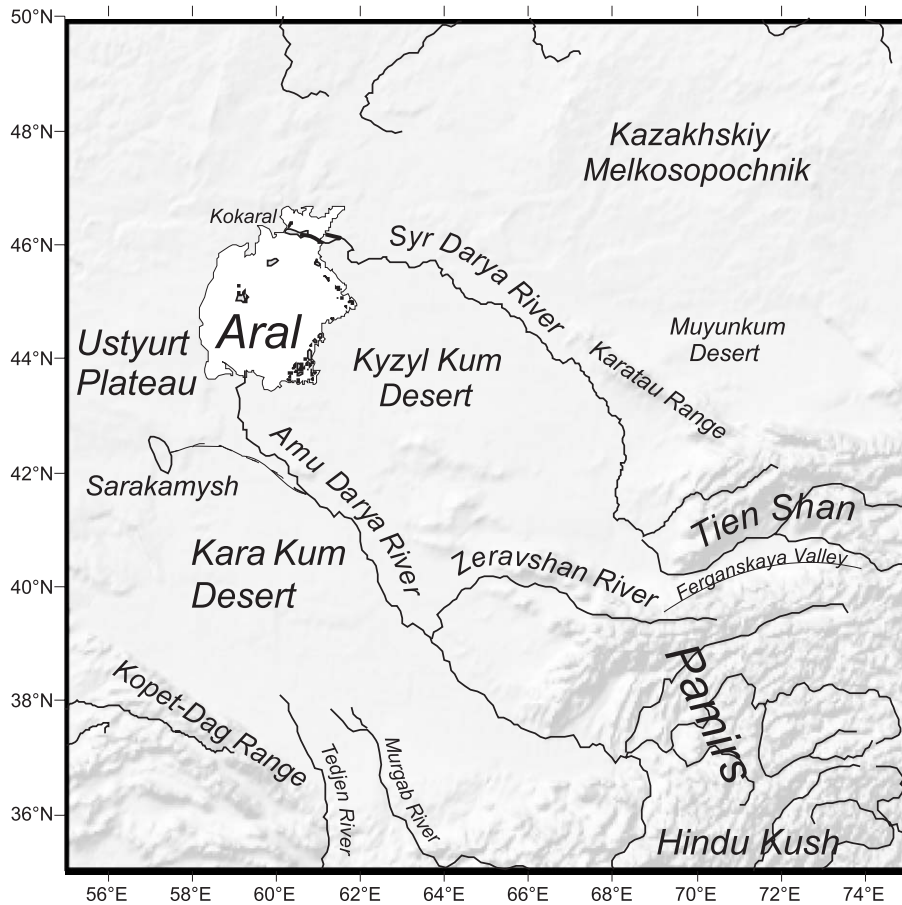 50°N
48°N
Kazakhskiy
Melkosopochnik
Kokaral
46°N
Syr Darya River
Aral
Ustyurt
Plateau
44°N
Kyzyl Kum
Desert
Muyunkum
Desert
Karatau Range
42°N
Sarakamysh
Amu Darya River
Tien Shan
Kara Kum
Desert
40°N
Zeravshan River
Ferganskaya Valley
38°N
Kopet-Dag Range
Pamirs
Tedjen River
Murgab River
36°N
Hindu Kush
56°E 58°E 60°E 62°E 64°E 66°E 68°E 70°E 72°E 74°E